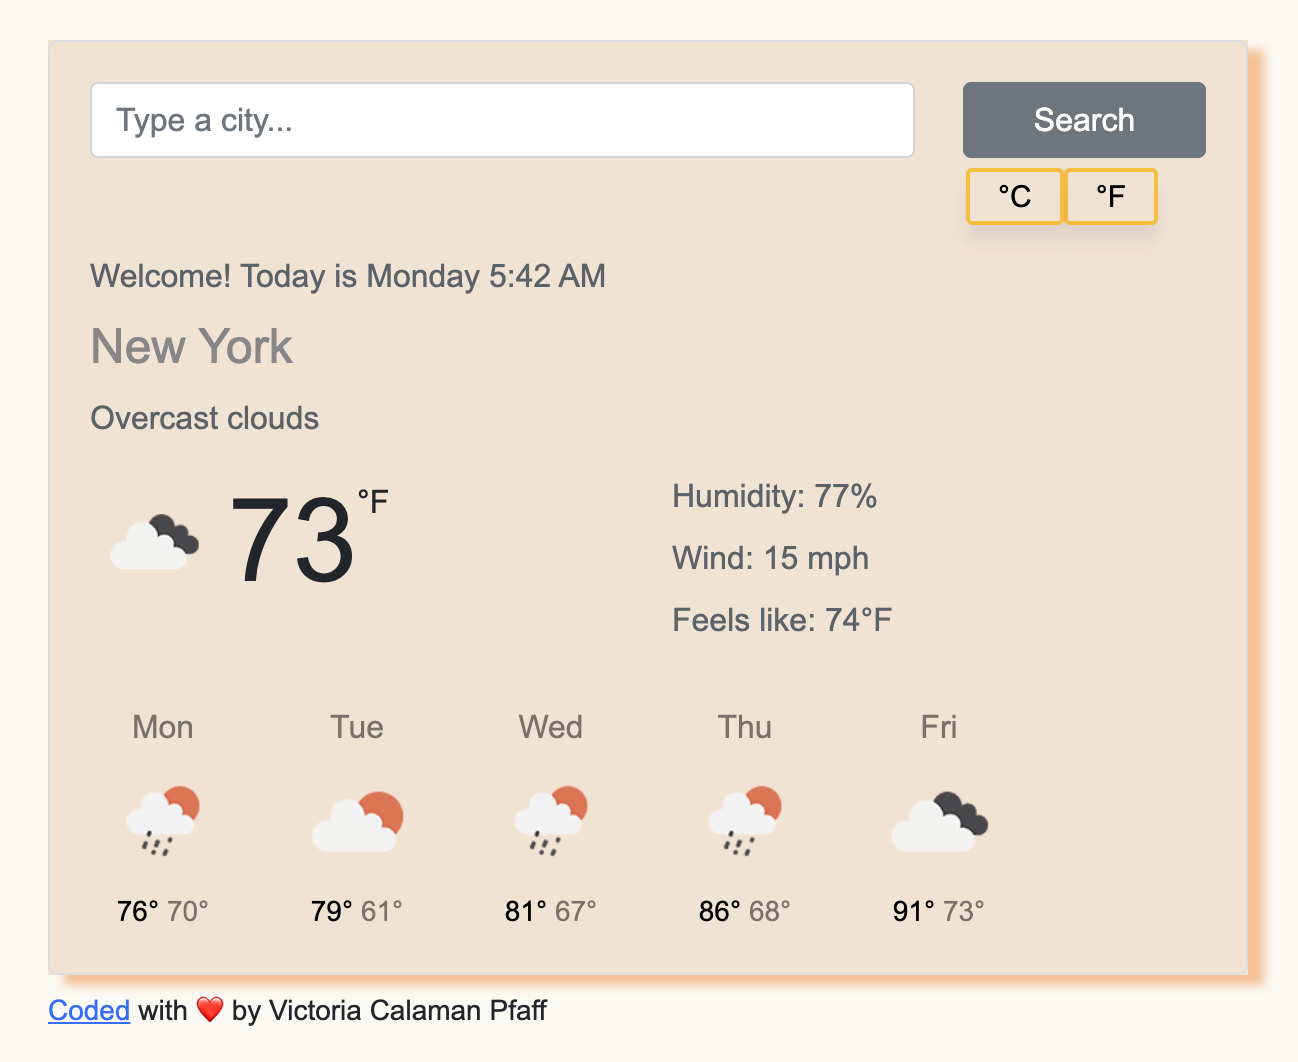 Type a city...
Search
°C °F
Welcome! Today is Monday 5:42 AM
New York
Overcast clouds
73°F
Humidity: 77%
Wind: 15 mph
Feels like: 74°F
Mon Tue Wed Thu Fri
76° 70° 79° 61° 81° 67° 86° 68° 91° 73°
Coded with ❤️ by Victoria Calaman Pfaff